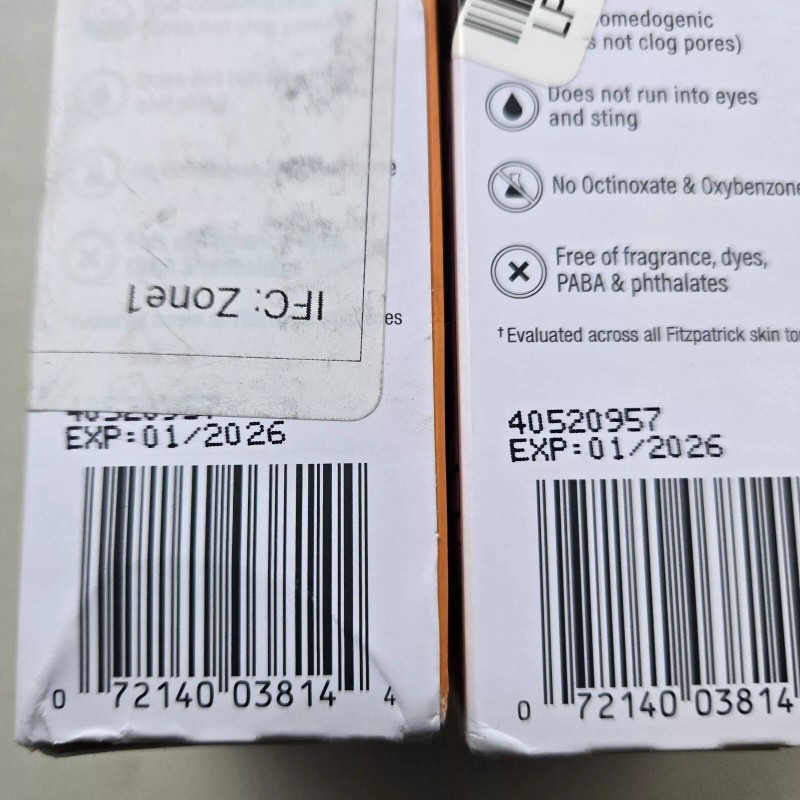 IFC: Zone1
es
EXP:01/2026
0 72140 03814 4
LP
omedogenic
s not clog pores)
Does not run into eyes
and sting
No Octinoxate & Oxybenzone
Free of fragrance, dyes,
PABA & phthalates
†Evaluated across all Fitzpatrick skin to
40520957
EXP:01/2026
0 72140 03814